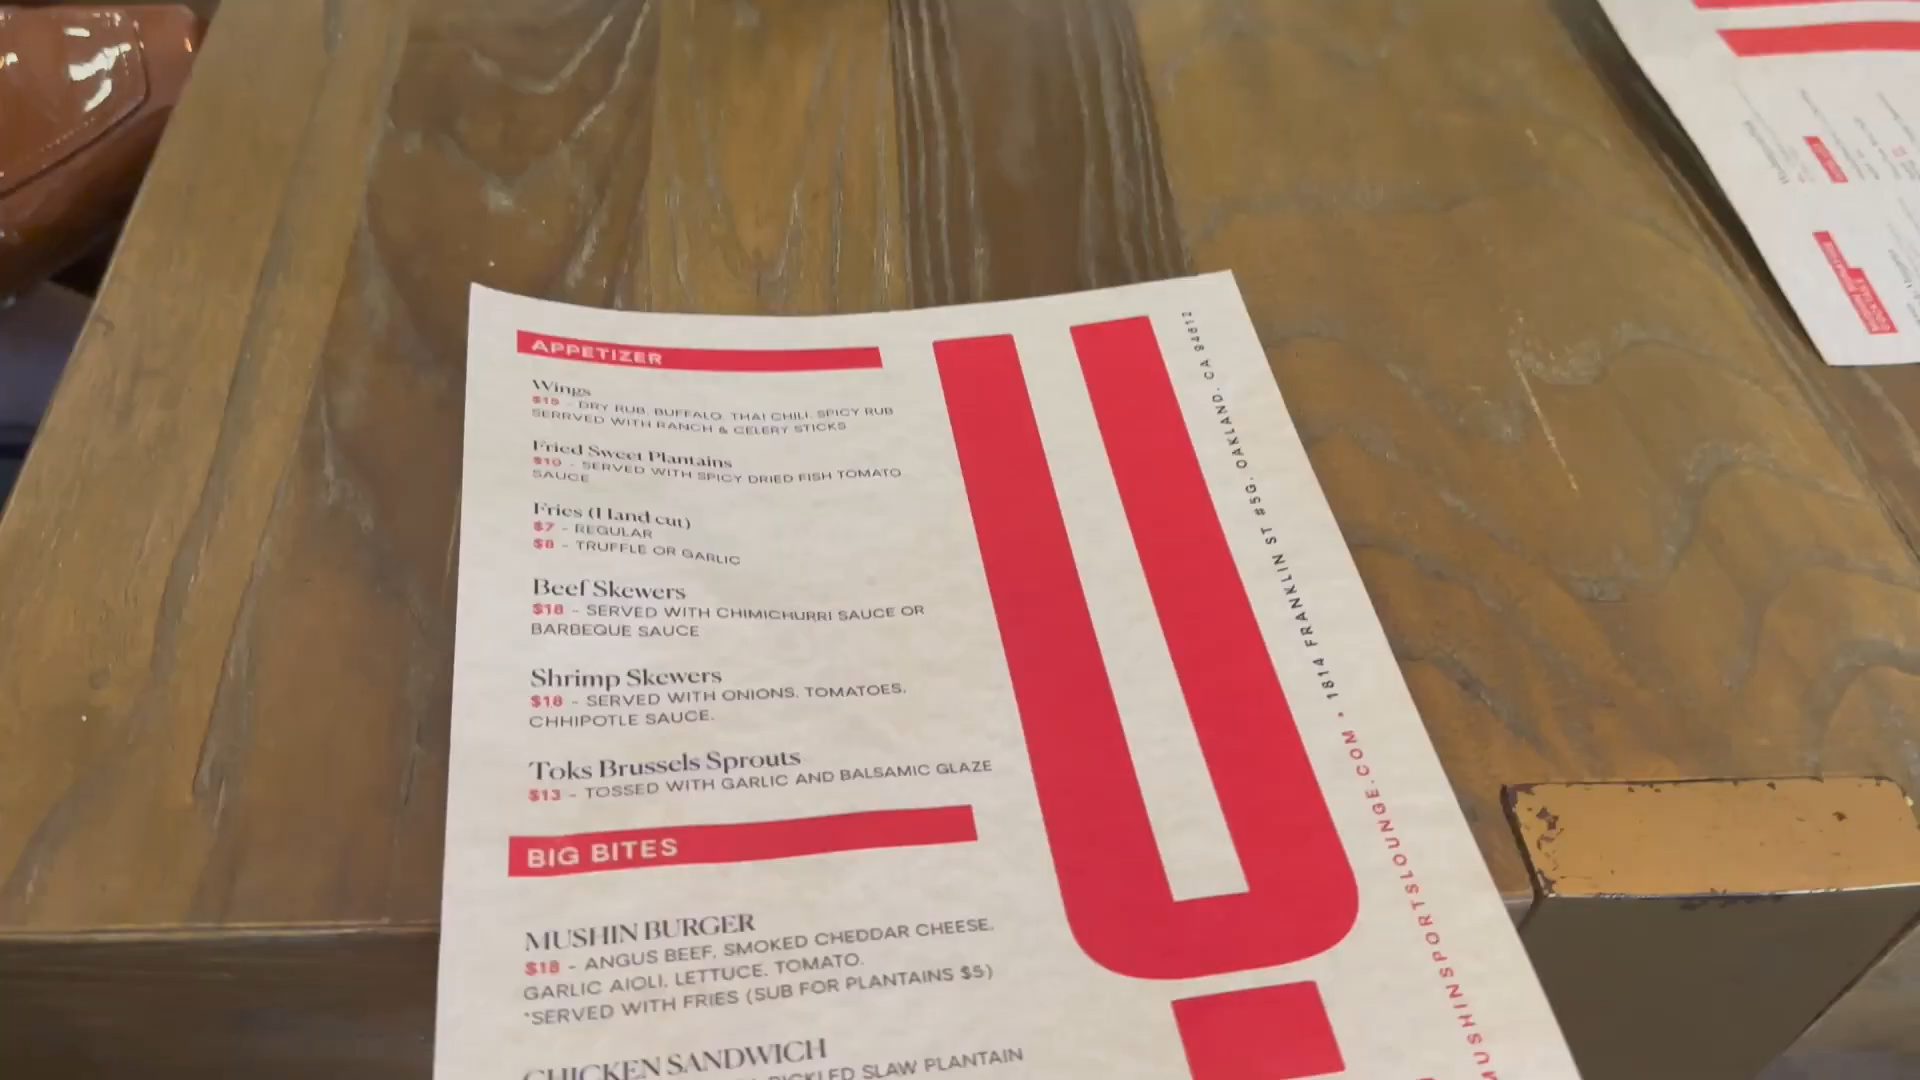 APPETIZER
Wings
$15 - DRY RUB, BUFFALO, THAI CHILI, SPICY RUB
SERRVED WITH RANCH & CELERY STICKS
Fried Sweet Plantains
$10 - SERVED WITH SPICY DRIED FISH TOMATO
SAUCE
Fries (Hand cut)
$7 - REGULAR
$8 - TRUFFLE OR GARLIC
Beef Skewers
$18 - SERVED WITH CHIMICHURRI SAUCE OR
BARBEQUE SAUCE
Shrimp Skewers
$18 - SERVED WITH ONIONS, TOMATOES,
CHHIPOTLE SAUCE.
Toks Brussels Sprouts
$13 - TOSSED WITH GARLIC AND BALSAMIC GLAZE
BIG BITES
MUSHIN BURGER
$18 - ANGUS BEEF, SMOKED CHEDDAR CHEESE,
GARLIC AIOLI, LETTUCE, TOMATO.
*SERVED WITH FRIES (SUB FOR PLANTAINS $5)
CHICKEN SANDWICH
PICKLED SLAW PLANTAIN
MUSHINSPORTSLOUNGE.COM • 1814 FRANKLIN ST #5G, OAKLAND, CA 94612